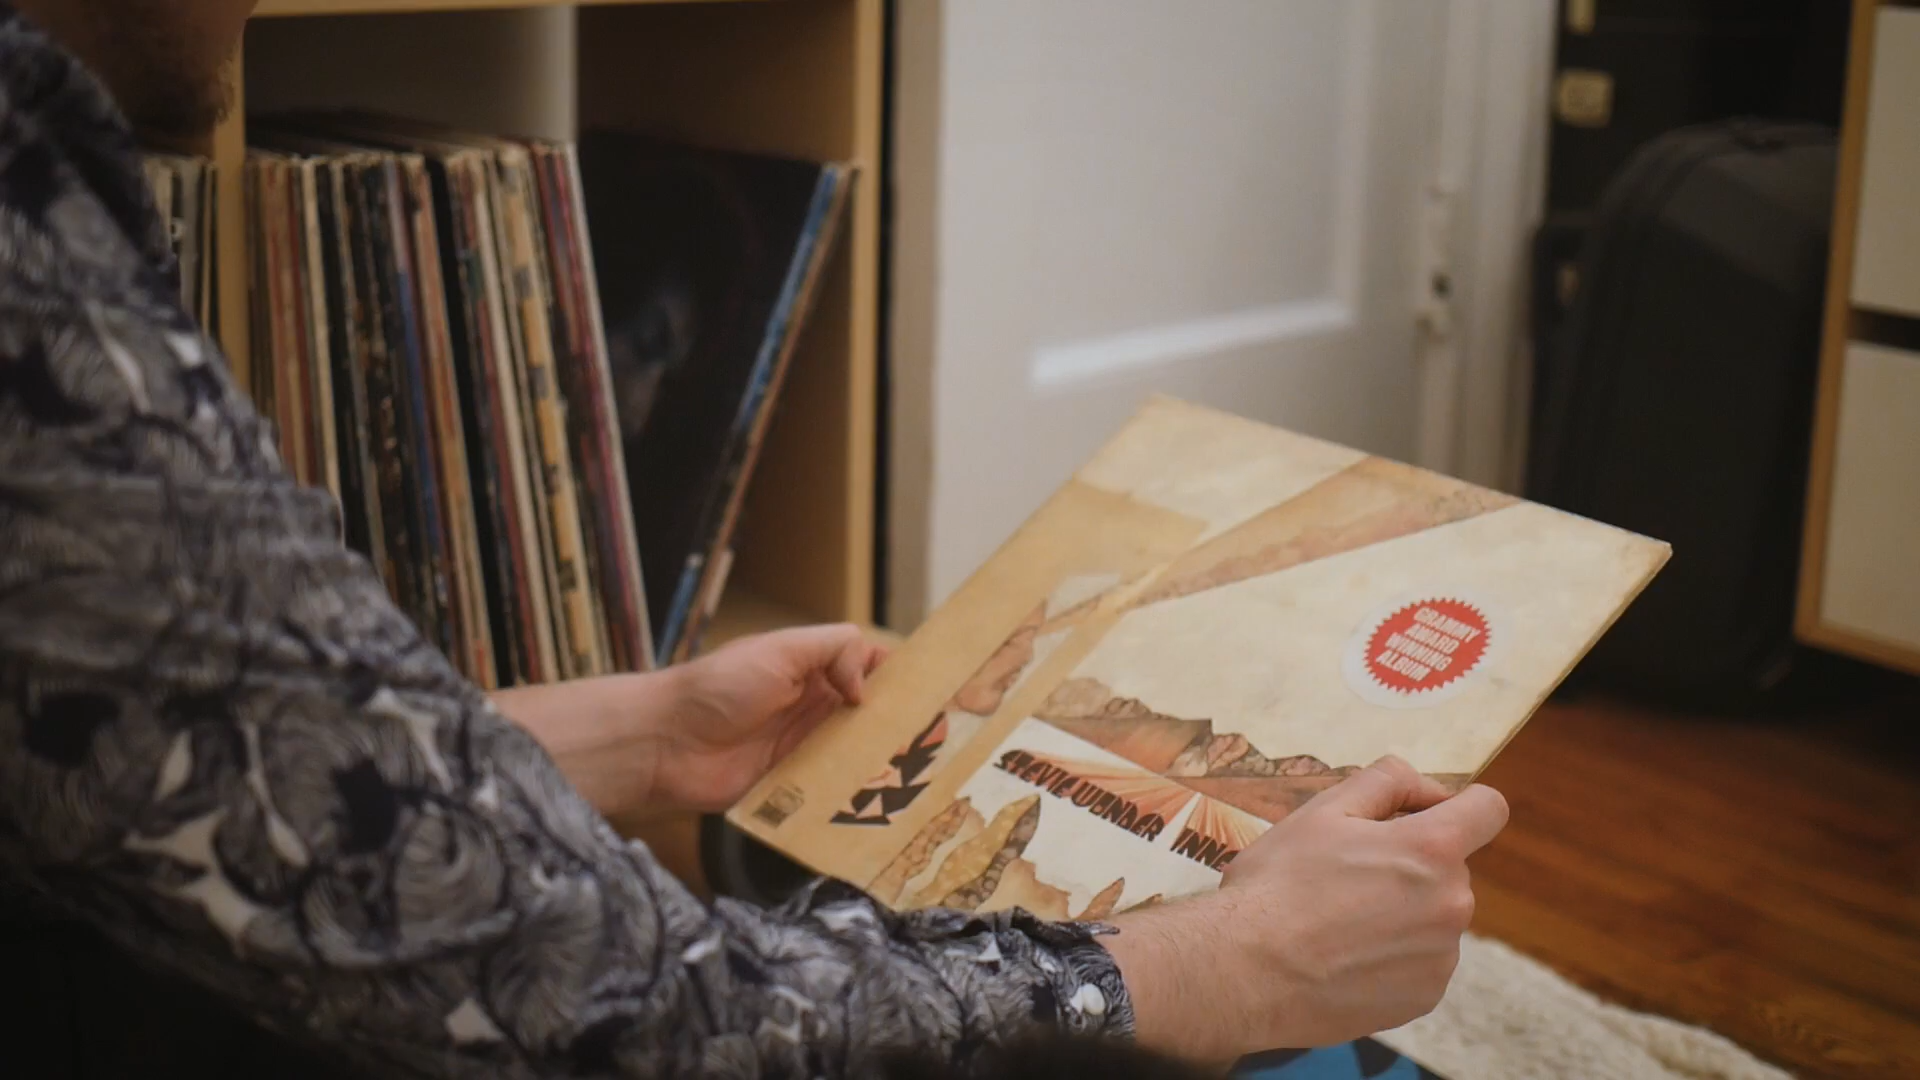 GRAMMY
AWARD
WINNING
ALBUM
STEVIE WONDER INNE